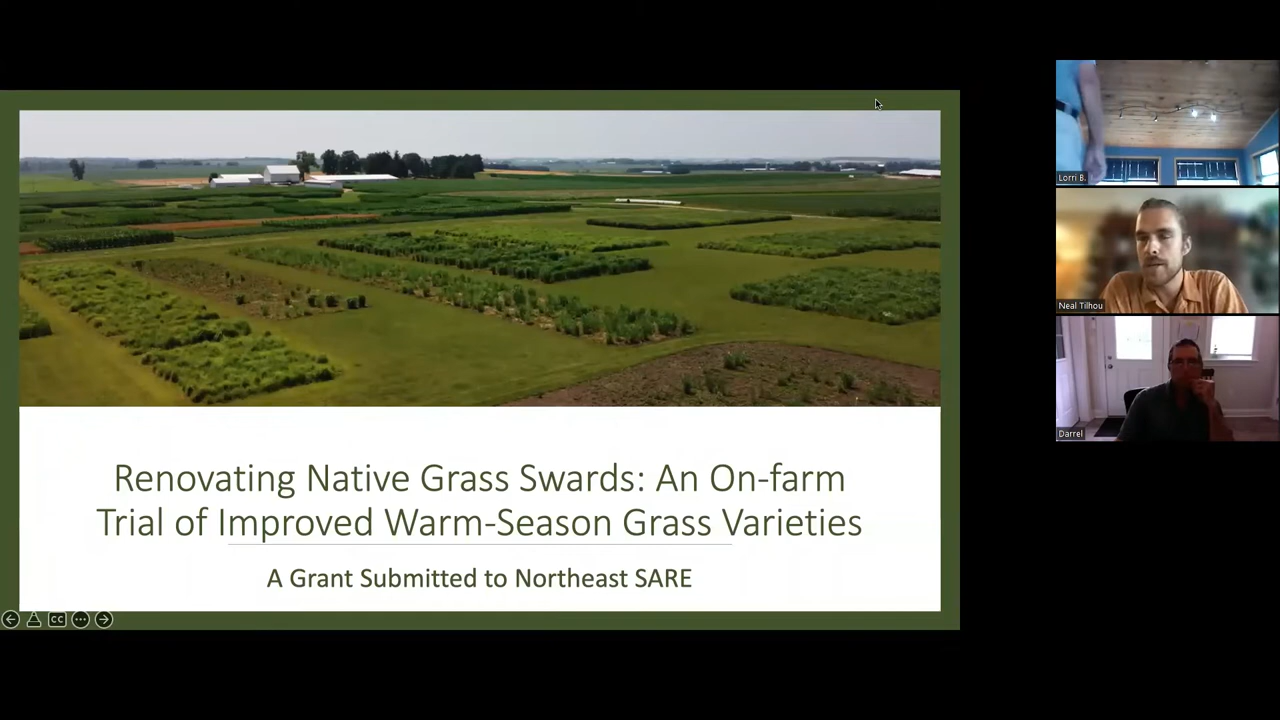 Renovating Native Grass Swards: An On-farm
Trial of Improved Warm-Season Grass Varieties
A Grant Submitted to Northeast SARE
CC
Lorri B.
Neal Tilhou
Darrel